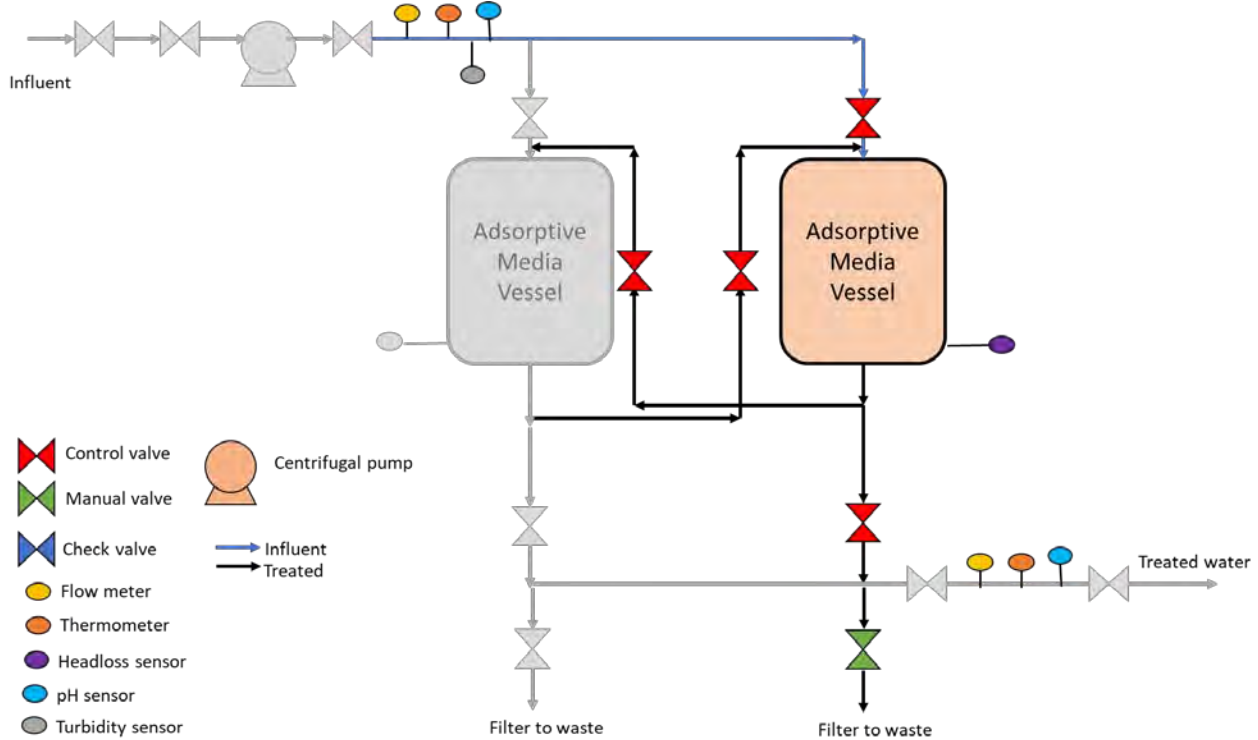 Influent
Adsorptive
Media
Vessel
Adsorptive
Media
Vessel
Control valve
Centrifugal pump
Manual valve
Check valve
Influent
Treated
Treated water
Flow meter
Thermometer
Headloss sensor
pH sensor
Turbidity sensor
Filter to waste
Filter to waste